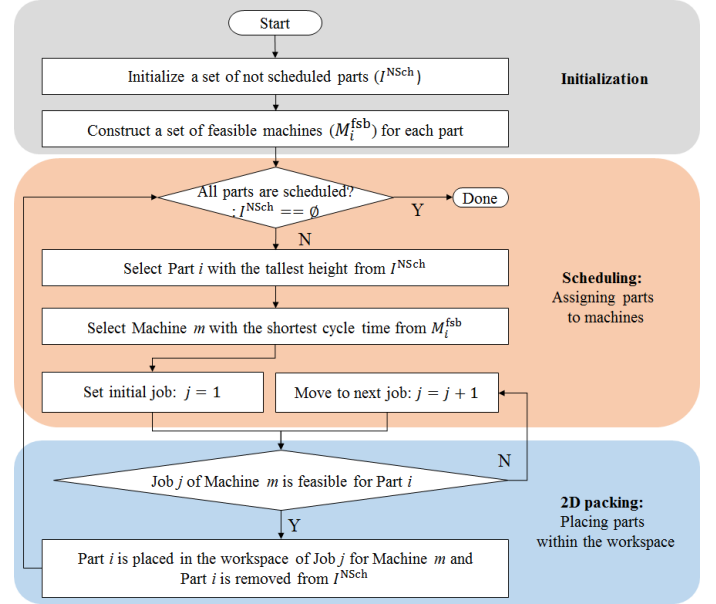 Start
Initialize a set of not scheduled parts (I^NSch)
Initialization
Construct a set of feasible machines (M_i^fsb) for each part
All parts are scheduled?
: I^NSch == ∅
Y
Done
N
Select Part i with the tallest height from I^NSch
Scheduling:
Assigning parts
to machines
Select Machine m with the shortest cycle time from M_i^fsb
Set initial job: j = 1
Move to next job: j = j + 1
N
Job j of Machine m is feasible for Part i
Y
2D packing:
Placing parts
within the workspace
Part i is placed in the workspace of Job j for Machine m and
Part i is removed from I^NSch